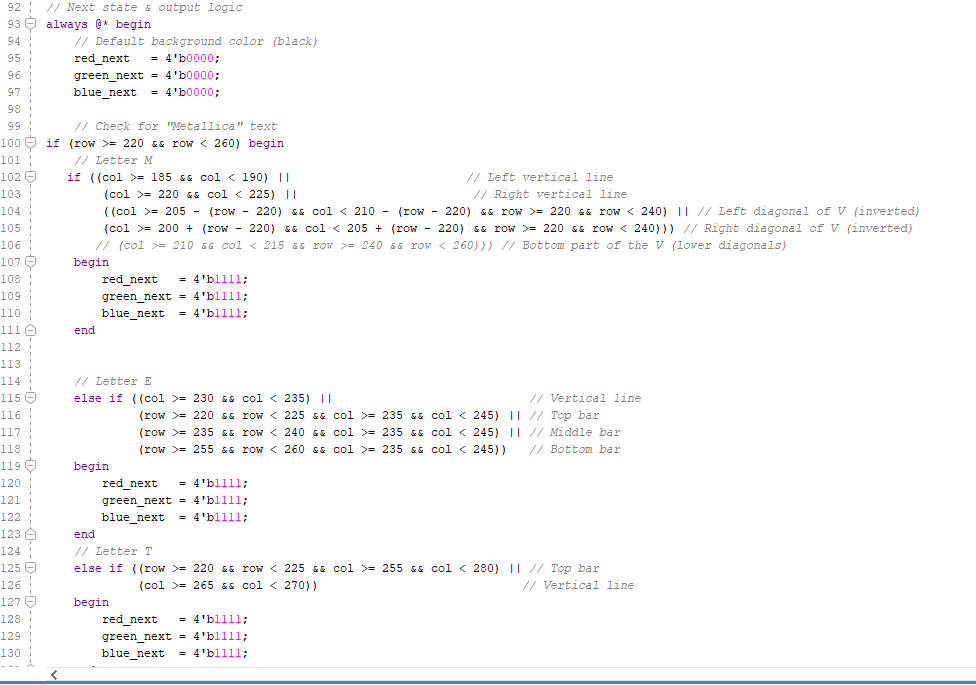 92 // Next state & output logic
93 always @* begin
94 // Default background color (black)
95 red_next   = 4'b0000;
96 green_next = 4'b0000;
97 blue_next  = 4'b0000;
98
99 // Check for "Metallica" text
100 if (row >= 220 && row < 260) begin
101 // Letter M
102 if ((col >= 185 && col < 190) || // Left vertical line
103 (col >= 220 && col < 225) || // Right vertical line
104 ((col >= 205 - (row - 220) && col < 210 - (row - 220) && row >= 220 && row < 240) || // Left diagonal of V (inverted)
105 (col >= 200 + (row - 220) && col < 205 + (row - 220) && row >= 220 && row < 240))) // Right diagonal of V (inverted)
106 // (col >= 210 && col < 215 && row >= 240 && row < 260))) // Bottom part of the V (lower diagonals)
107 begin
108 red_next   = 4'b1111;
109 green_next = 4'b1111;
110 blue_next  = 4'b1111;
111 end
112
113
114 // Letter E
115 else if ((col >= 230 && col < 235) || // Vertical line
116 (row >= 220 && row < 225 && col >= 235 && col < 245) || // Top bar
117 (row >= 235 && row < 240 && col >= 235 && col < 245) || // Middle bar
118 (row >= 255 && row < 260 && col >= 235 && col < 245)) // Bottom bar
119 begin
120 red_next   = 4'b1111;
121 green_next = 4'b1111;
122 blue_next  = 4'b1111;
123 end
124 // Letter T
125 else if ((row >= 220 && row < 225 && col >= 255 && col < 280) || // Top bar
126 (col >= 265 && col < 270)) // Vertical line
127 begin
128 red_next   = 4'b1111;
129 green_next = 4'b1111;
130 blue_next  = 4'b1111;